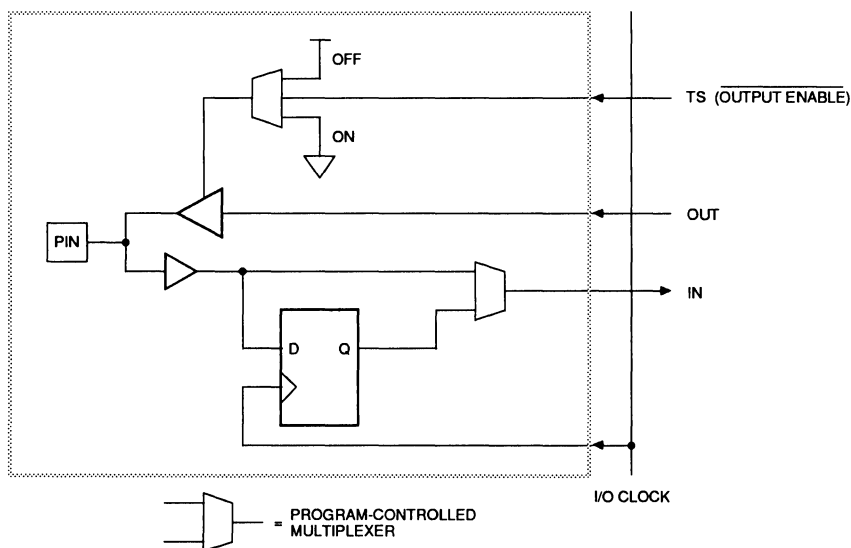 OFF
TS (OUTPUT ENABLE)
ON
OUT
PIN
IN
D Q
I/O CLOCK
= PROGRAM-CONTROLLED
MULTIPLEXER